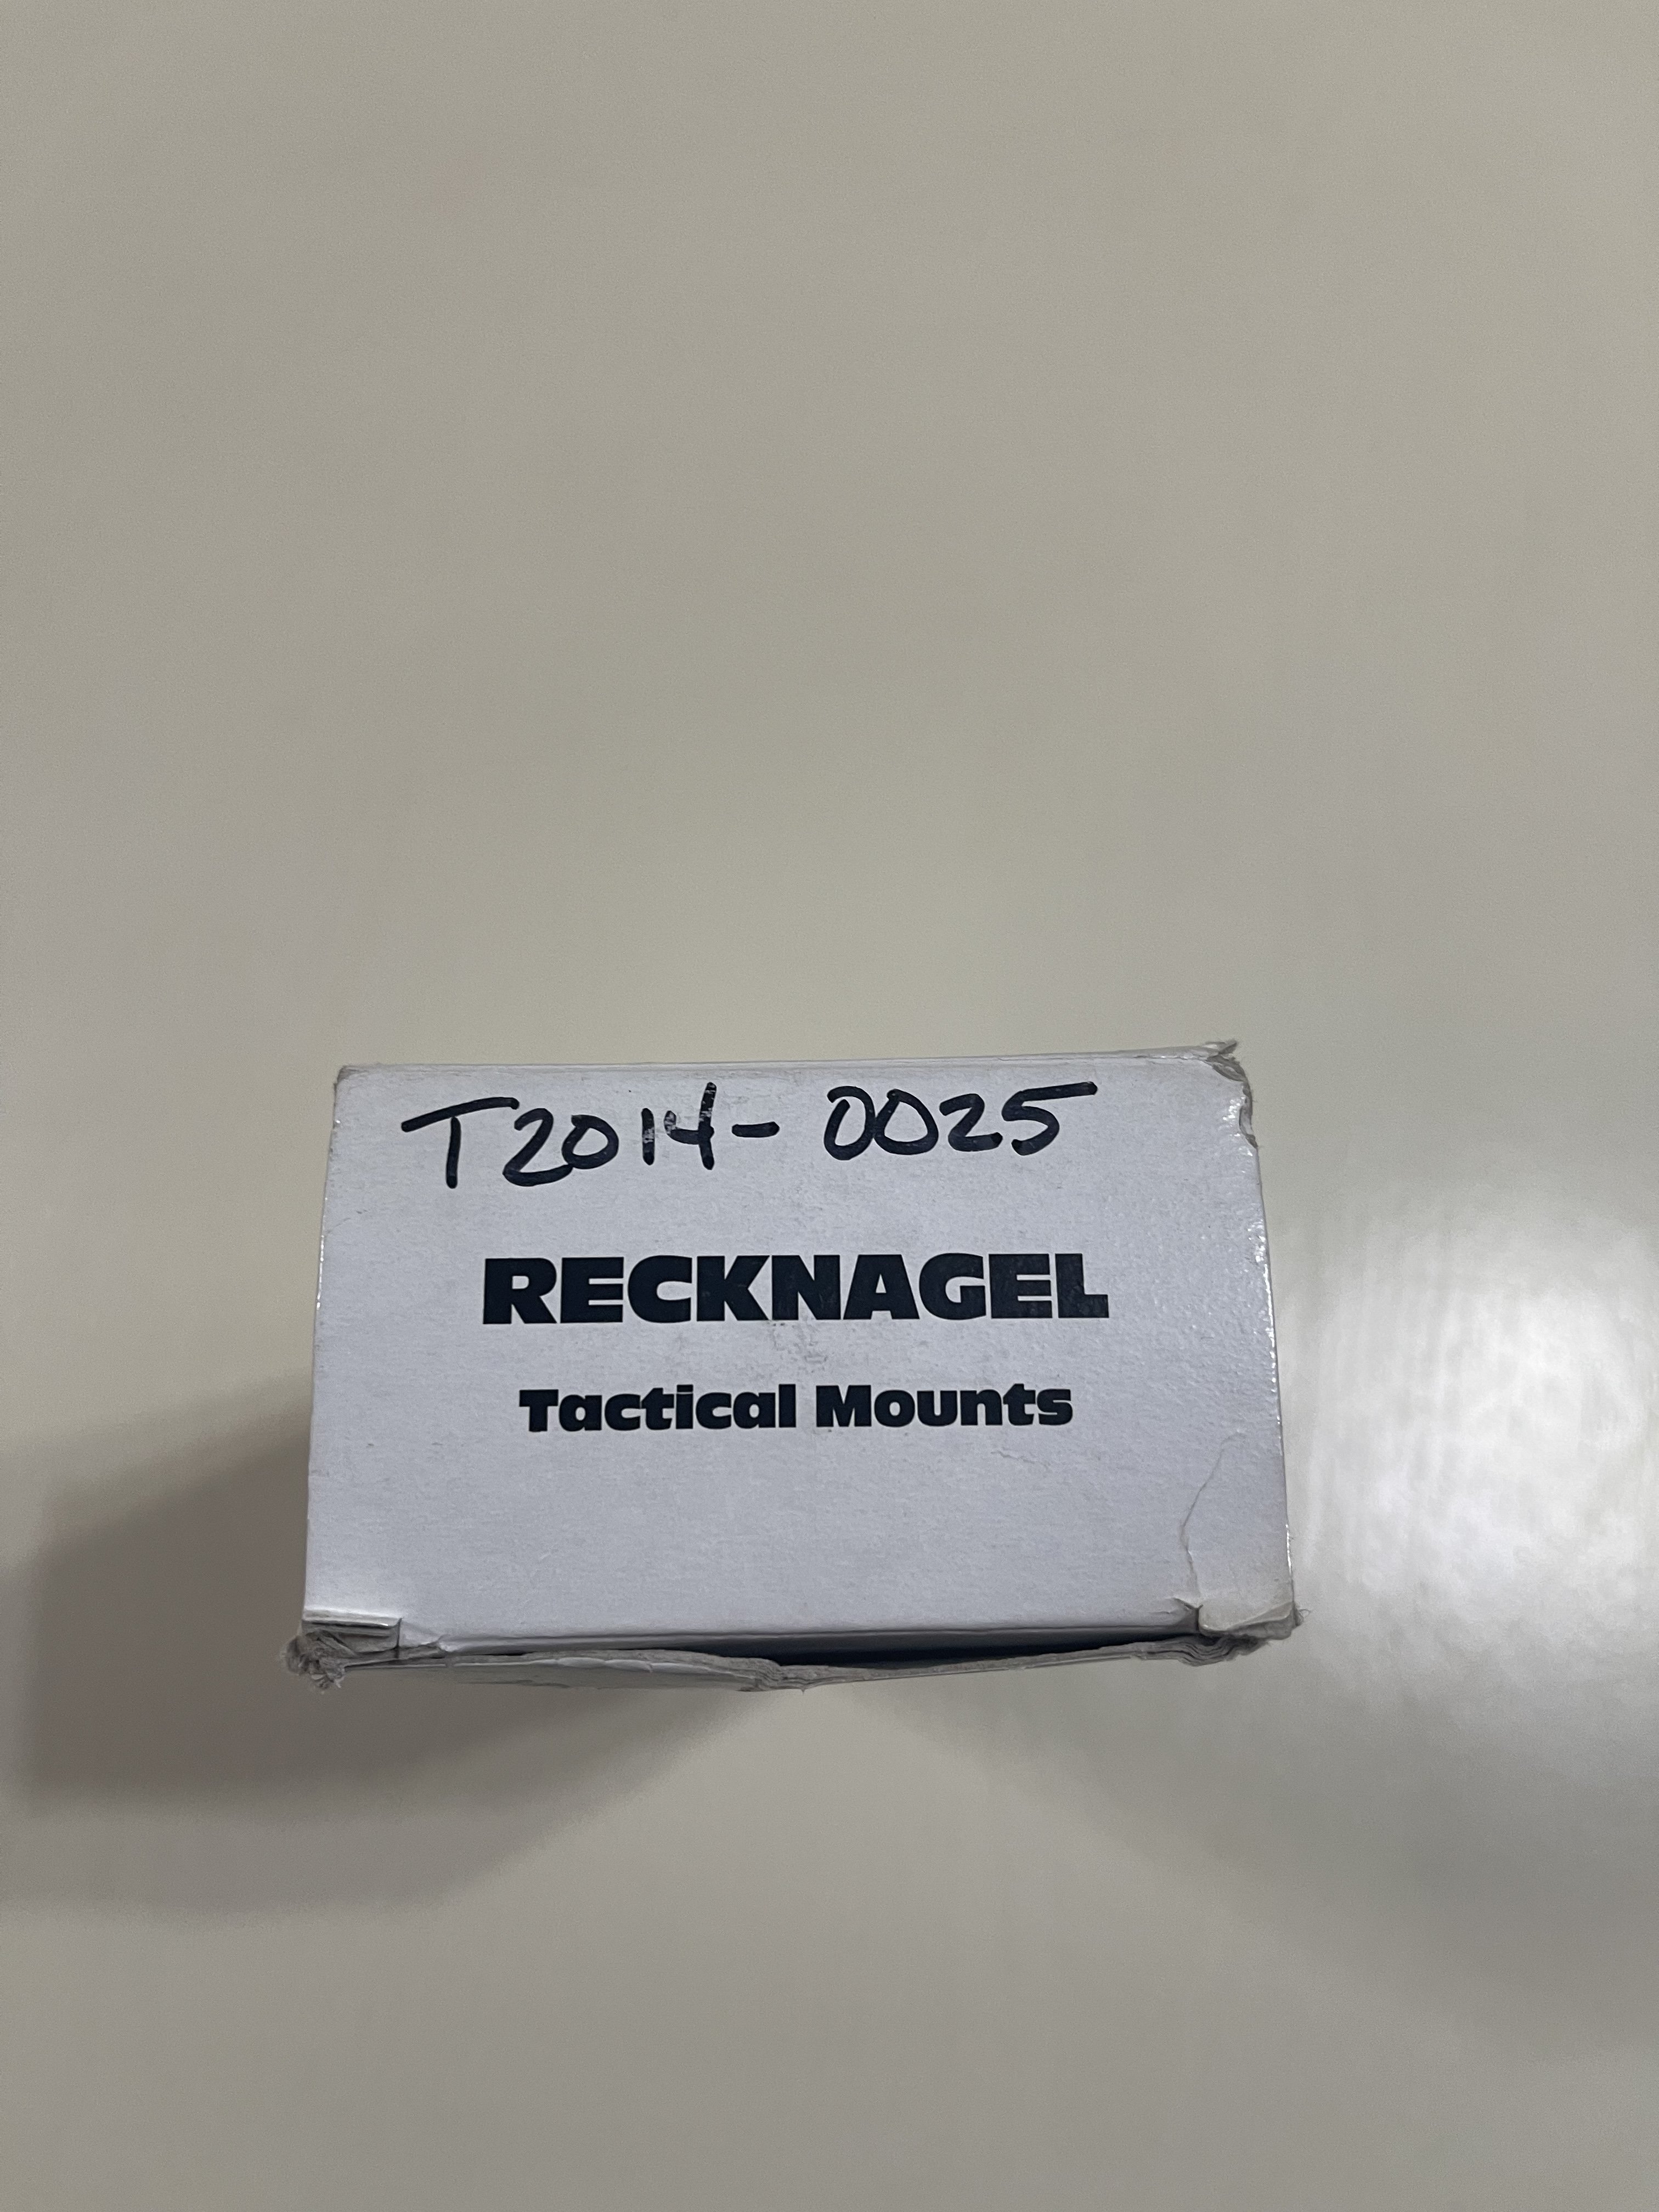 T2014-0025
RECKNAGEL
Tactical Mounts